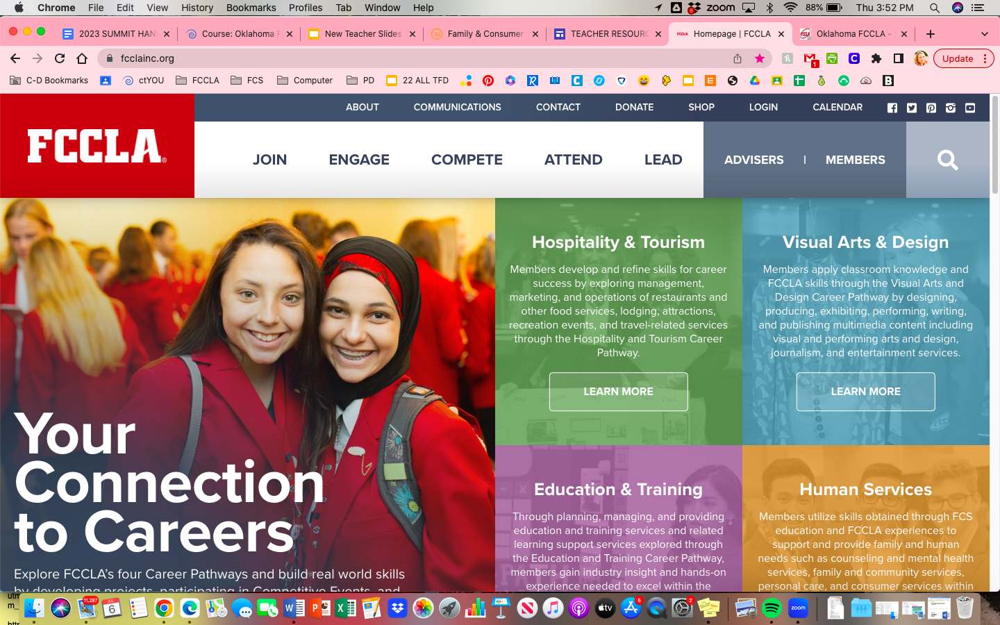 Chrome File Edit View History Bookmarks Profiles Tab Window Help zoom 88% Thu 3:52 PM
2023 SUMMIT HAN Course: Oklahoma F New Teacher Slides Family & Consumer TEACHER RESOURC FCCLA Homepage | FCCLA Oklahoma FCCLA -
fcclainc.org 1 Update
C-D Bookmarks ctYOU FCCLA FCS Computer PD 22 ALL TFD
ABOUT COMMUNICATIONS CONTACT DONATE SHOP LOGIN CALENDAR
FCCLA®
JOIN ENGAGE COMPETE ATTEND LEAD ADVISERS | MEMBERS
Hospitality & Tourism
Members develop and refine skills for career
success by exploring management,
marketing, and operations of restaurants and
other food services, lodging, attractions,
recreation events, and travel-related services
through the Hospitality and Tourism Career
Pathway.
LEARN MORE
Visual Arts & Design
Members apply classroom knowledge and
FCCLA skills through the Visual Arts and
Design Career Pathway by designing,
producing, exhibiting, performing, writing,
and publishing multimedia content including
visual and performing arts and design,
journalism, and entertainment services.
LEARN MORE
Your
Connection
to Careers
Explore FCCLA's four Career Pathways and build real world skills
by developing projects, participating in Competitive Events, and
Education & Training
Through planning, managing, and providing
education and training services and related
learning support services explored through
the Education and Training Career Pathway,
members gain industry insight and hands-on
experience needed to excel within the
Human Services
Members utilize skills obtained through FCS
education and FCCLA experiences to
support and provide family and human
needs such as counseling and mental health
services, family and community services,
personal care, and consumer services within
utm
m_
11,287 JUL 6 tv 6 2 zoom